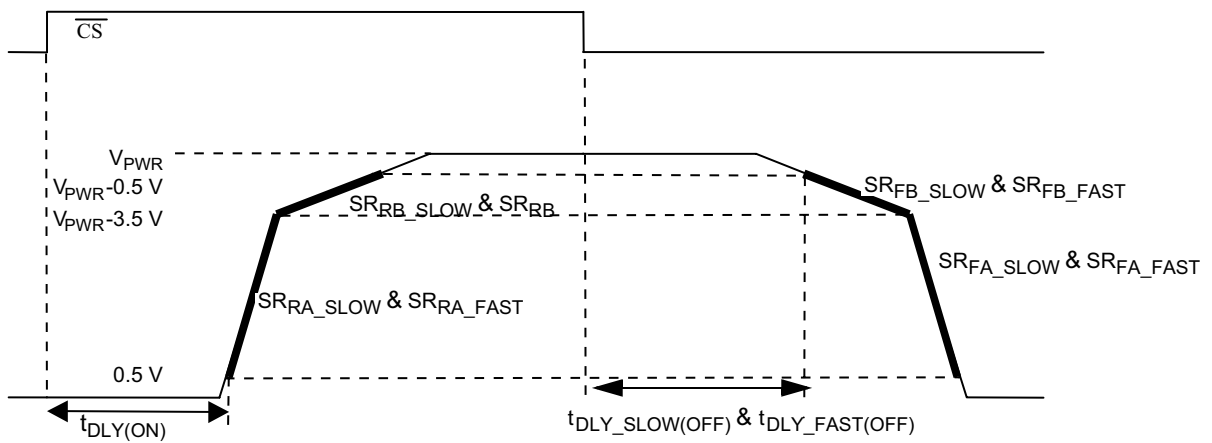 CS
VPWR
VPWR-0.5 V
VPWR-3.5 V
SRRB_SLOW & SRRB
SRFB_SLOW & SRFB_FAST
SRFA_SLOW & SRFA_FAST
SRRA_SLOW & SRRA_FAST
0.5 V
tDLY(ON)
tDLY_SLOW(OFF) & tDLY_FAST(OFF)